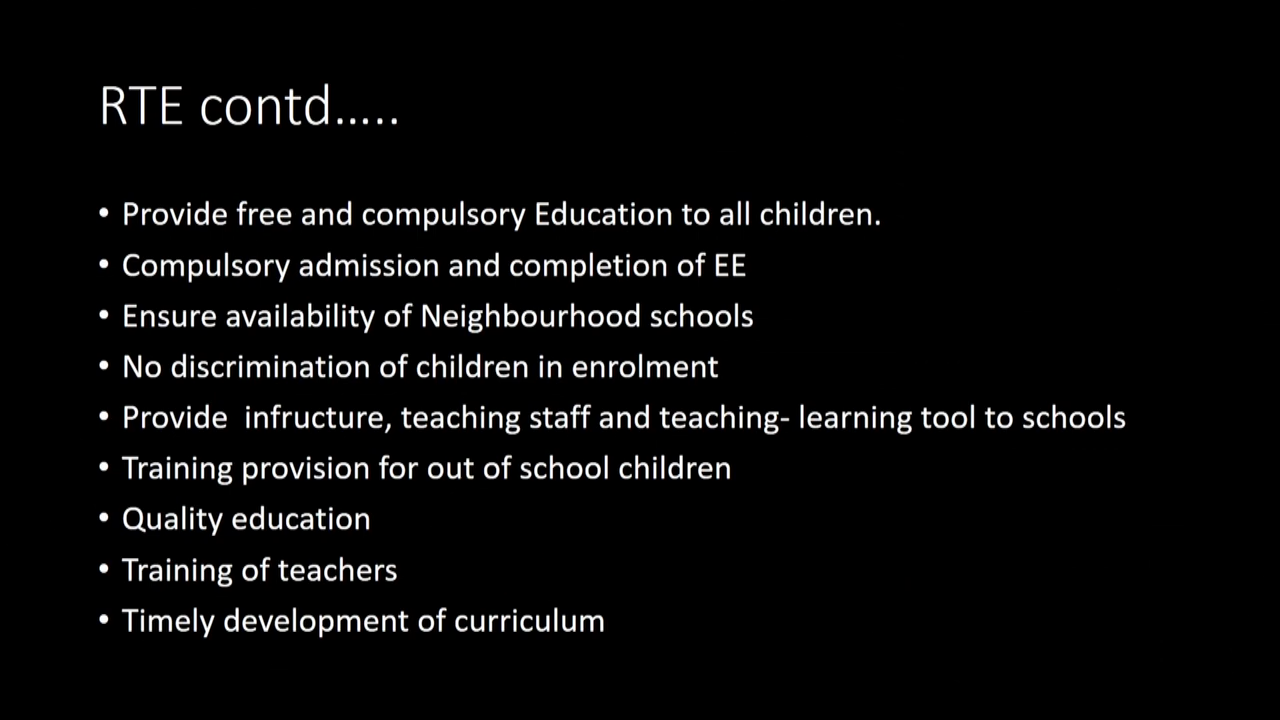 RTE contd.....
• Provide free and compulsory Education to all children.
• Compulsory admission and completion of EE
• Ensure availability of Neighbourhood schools
• No discrimination of children in enrolment
• Provide  infructure, teaching staff and teaching- learning tool to schools
• Training provision for out of school children
• Quality education
• Training of teachers
• Timely development of curriculum